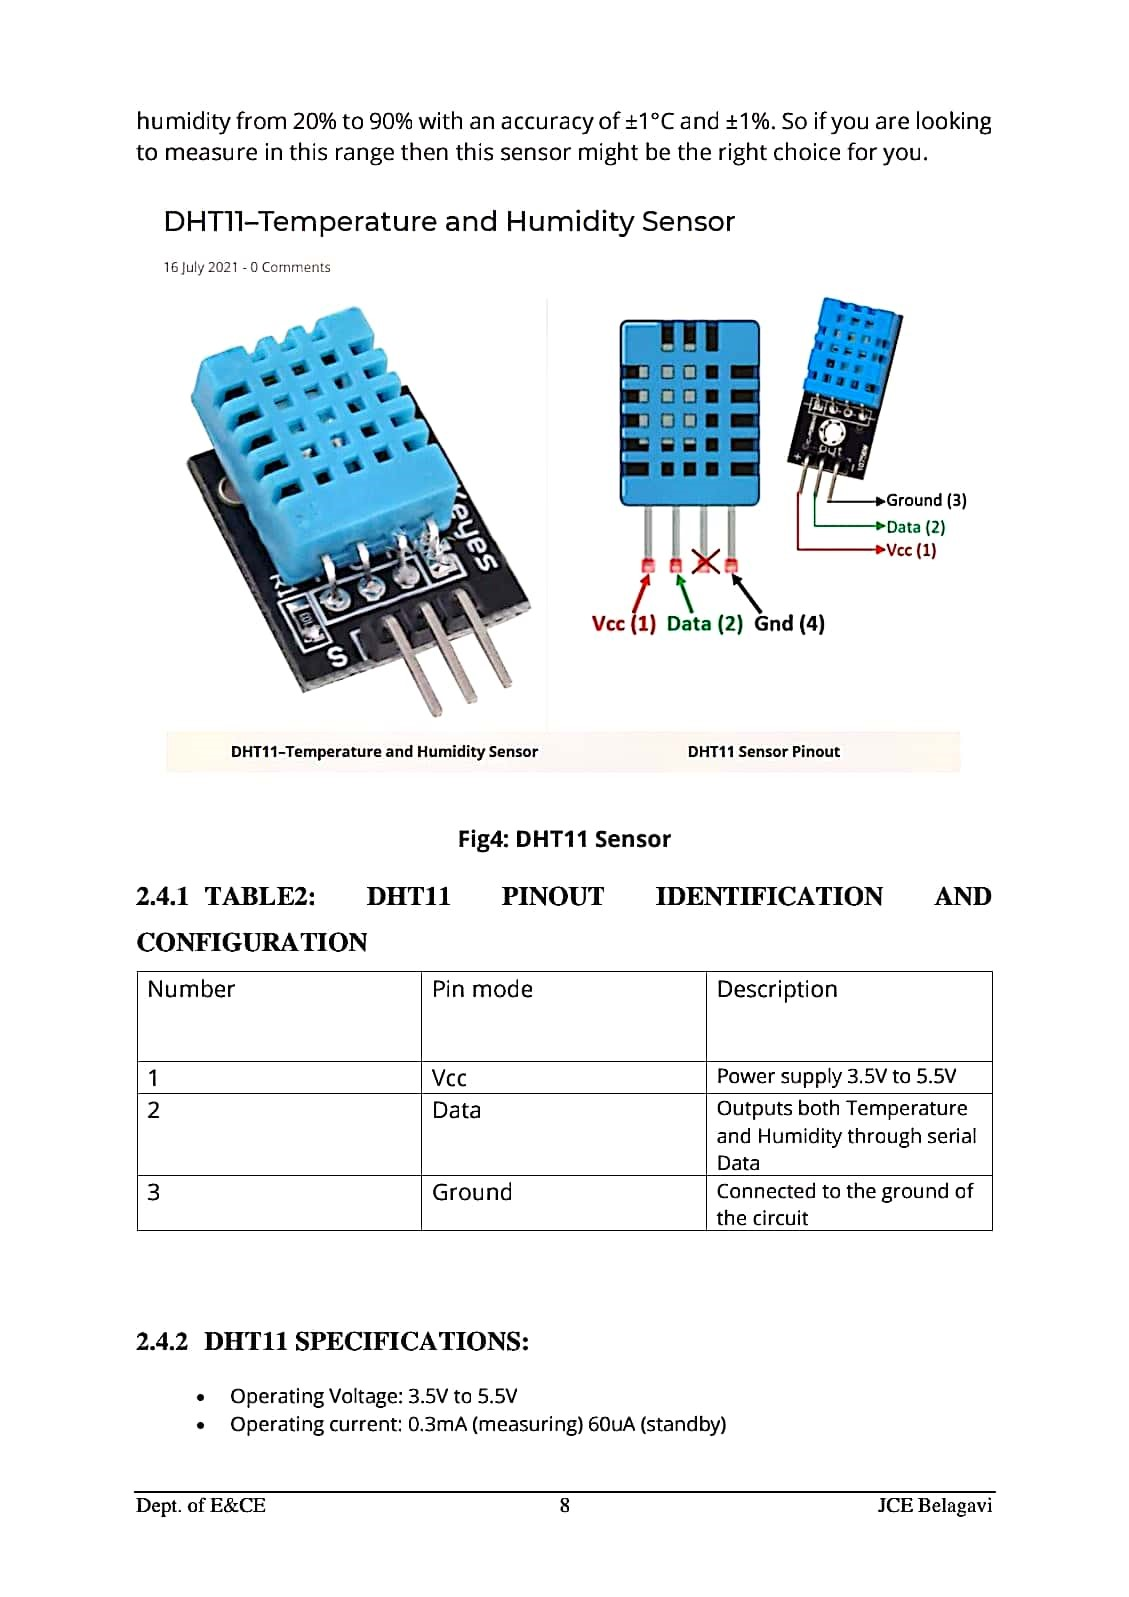 humidity from 20% to 90% with an accuracy of ±1°C and ±1%. So if you are looking
to measure in this range then this sensor might be the right choice for you.
DHT11–Temperature and Humidity Sensor
16 July 2021 - 0 Comments
keyes
R1
S
out
+
-
Ground (3)
Data (2)
Vcc (1)
Vcc (1) Data (2) Gnd (4)
DHT11–Temperature and Humidity Sensor
DHT11 Sensor Pinout
Fig4: DHT11 Sensor
2.4.1 TABLE2: DHT11 PINOUT IDENTIFICATION AND
CONFIGURATION
Number Pin mode Description
1 Vcc Power supply 3.5V to 5.5V
2 Data Outputs both Temperature
and Humidity through serial
Data
3 Ground Connected to the ground of
the circuit
2.4.2 DHT11 SPECIFICATIONS:
• Operating Voltage: 3.5V to 5.5V
• Operating current: 0.3mA (measuring) 60uA (standby)
Dept. of E&CE 8 JCE Belagavi